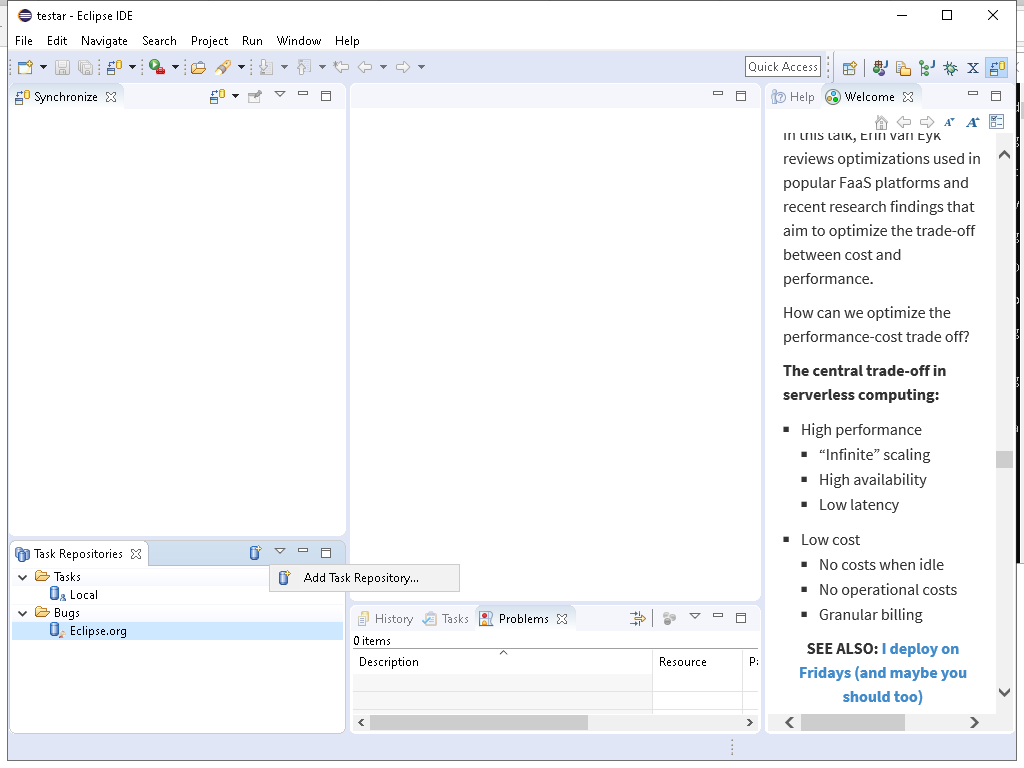 testar - Eclipse IDE
File Edit Navigate Search Project Run Window Help
Quick Access
Synchronize
Help Welcome
In this talk, Erin van Eyk
reviews optimizations used in
popular FaaS platforms and
recent research findings that
aim to optimize the trade-off
between cost and
performance.
How can we optimize the
performance-cost trade off?
The central trade-off in
serverless computing:
High performance
“Infinite” scaling
High availability
Low latency
Low cost
No costs when idle
No operational costs
Granular billing
SEE ALSO: I deploy on
Fridays (and maybe you
should too)
Task Repositories
Tasks
Local
Bugs
Eclipse.org
Add Task Repository...
History Tasks Problems
0 items
Description Resource